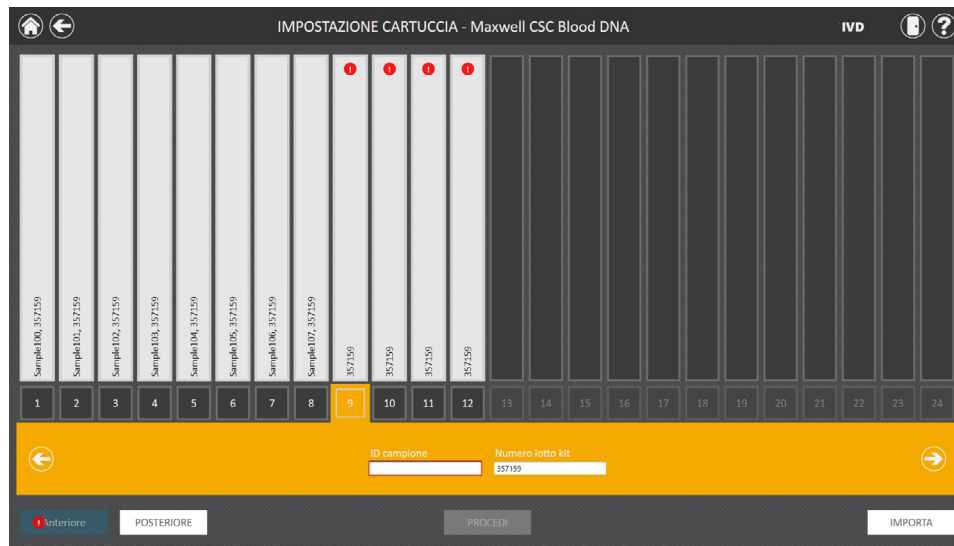 IMPOSTAZIONE CARTUCCIA - Maxwell CSC Blood DNA
IVD
?
Sample100, 357159
Sample101, 357159
Sample102, 357159
Sample103, 357159
Sample104, 357159
Sample105, 357159
Sample106, 357159
Sample107, 357159
! 357159
! 357159
! 357159
! 357159
1 2 3 4 5 6 7 8 9 10 11 12 13 14 15 16 17 18 19 20 21 22 23 24
ID campione Numero lotto kit
357159
! Anteriore POSTERIORE PROCEDI IMPORTA